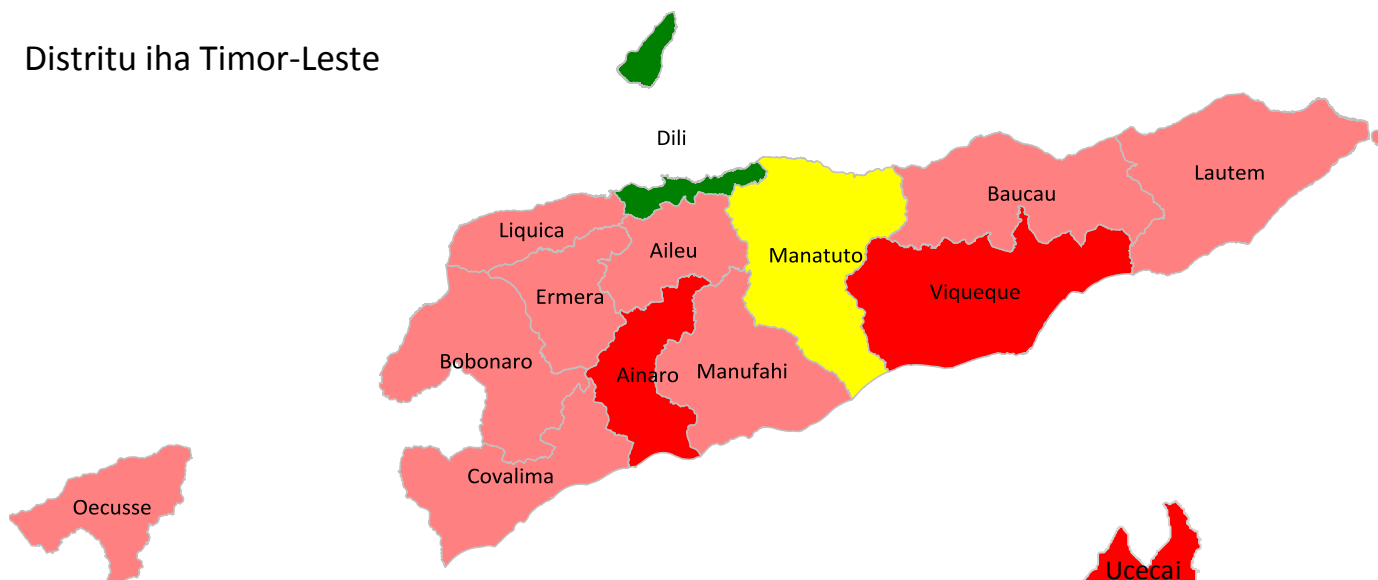 Distritu iha Timor-Leste
Dili
Lautem
Baucau
Liquica
Aileu
Manatuto
Viqueque
Ermera
Bobonaro
Ainaro
Manufahi
Covalima
Oecusse
Ucecai